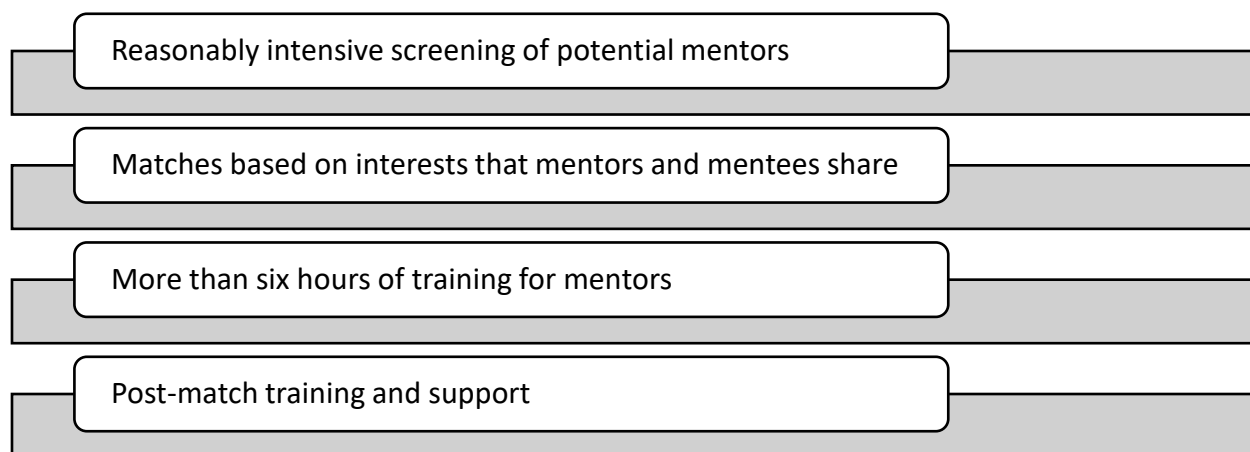 Reasonably intensive screening of potential mentors
Matches based on interests that mentors and mentees share
More than six hours of training for mentors
Post-match training and support